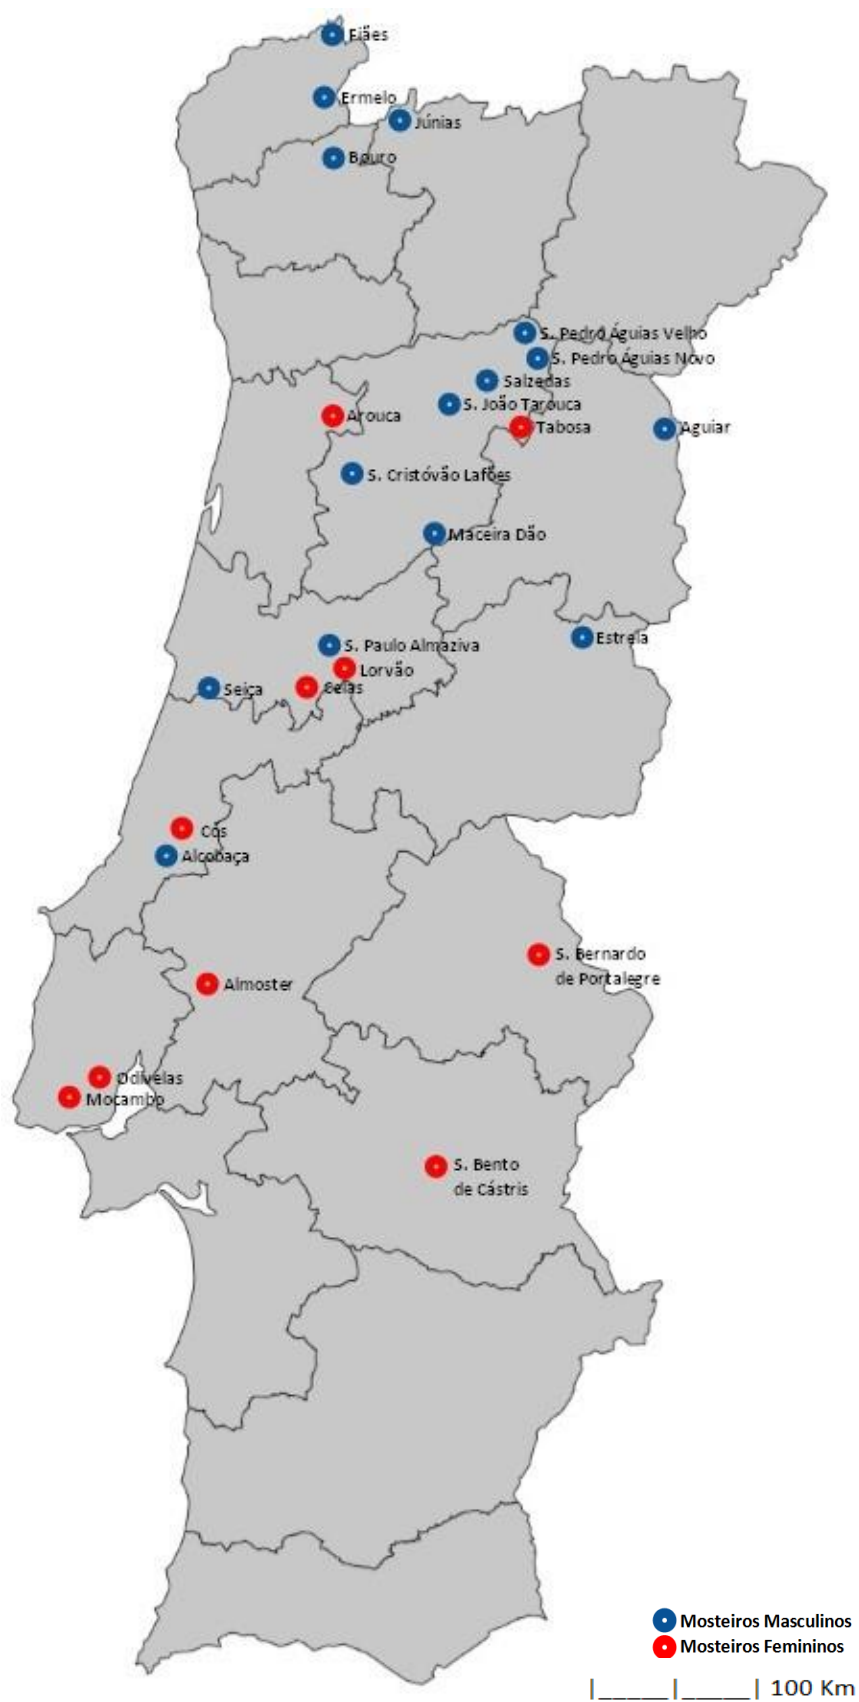 Fiães
Ermelo
Júnias
Bouro
S. Pedro Águias Velho
S. Pedro Águias Novo
Salzedas
S. João Tarouca
Arouca
Tabosa
Aguiar
S. Cristóvão Lafões
Maceira Dão
Estrela
S. Paulo Almaziva
Lorvão
Celas
Seiça
Cós
Alcobaça
S. Bernardo
de Portalegre
Almoster
Odivelas
Mocambo
S. Bento
de Cástris
Mosteiros Masculinos
Mosteiros Femininos
|_____|_____| 100 Km